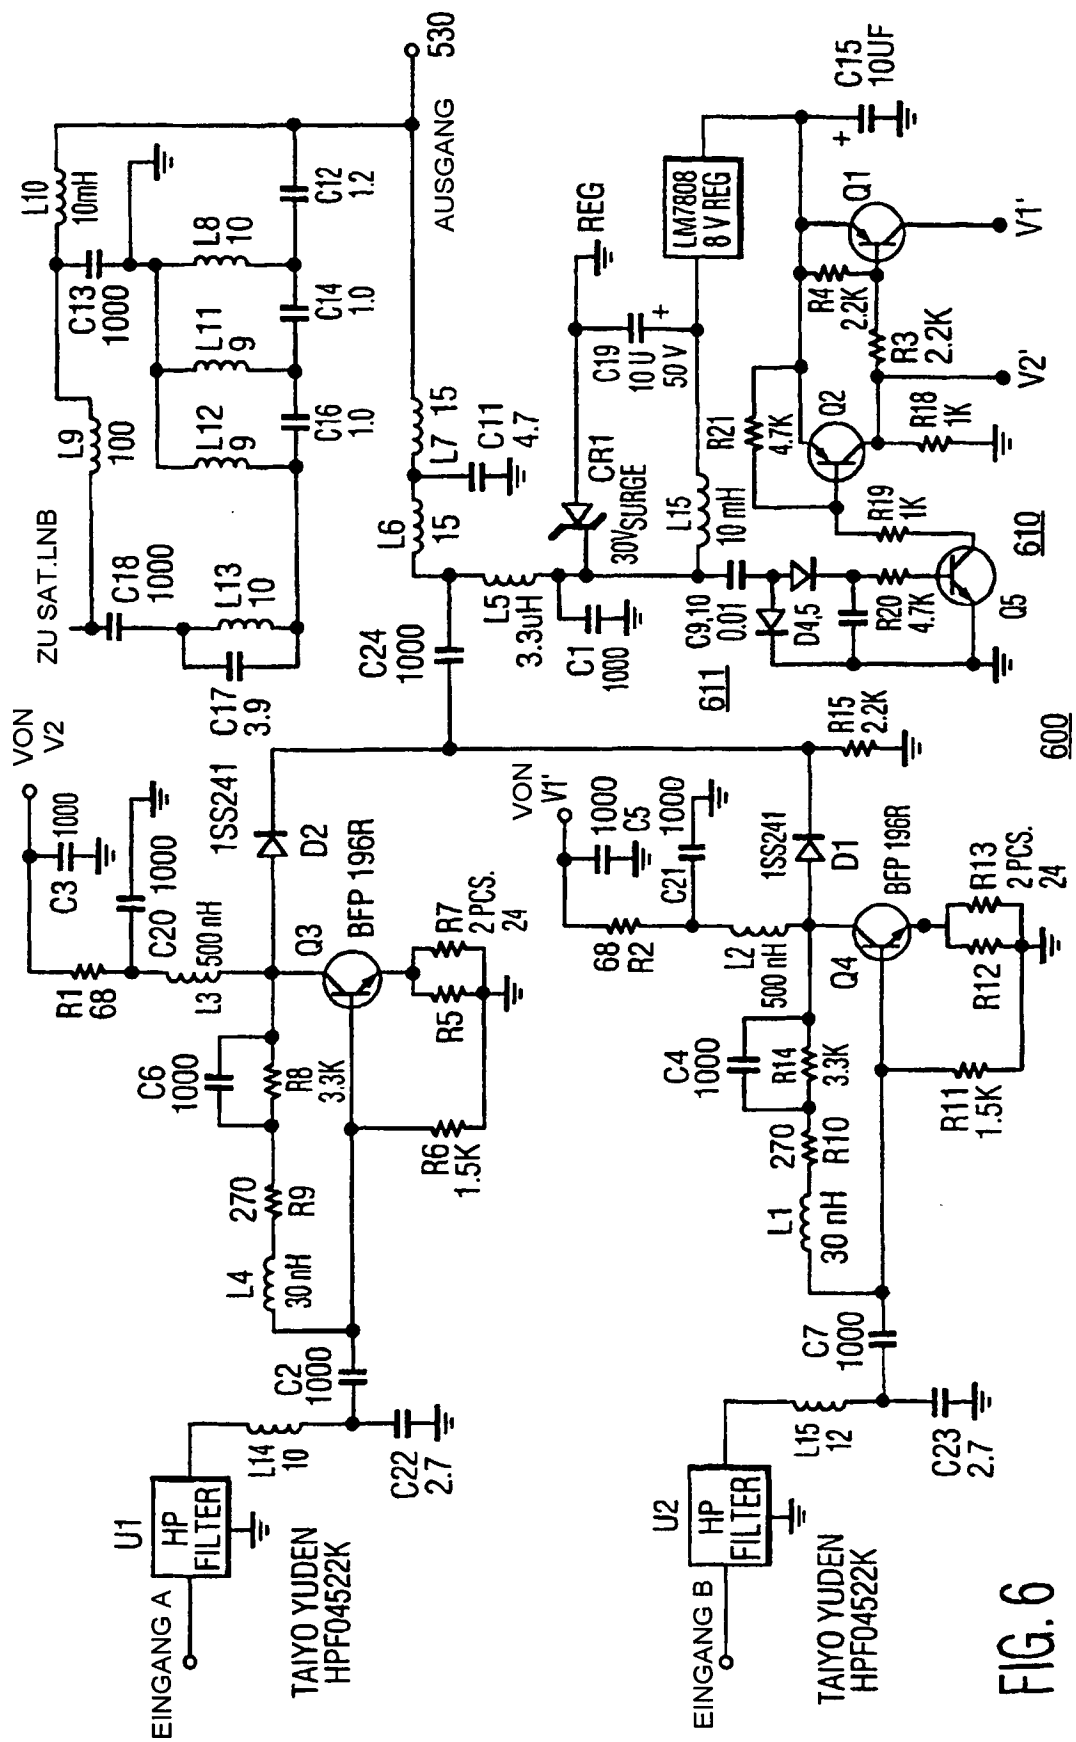 EINGANG A
U1
HP
FILTER
TAIYO YUDEN
HPF04522K
L14
10
C22
2.7
C2
1000
L4
30 nH
270
R9
C6
1000
R8
3.3K
R6
1.5K
R1
68
C3
1000
VON
V2
C20
1000
L3
500 nH
Q3
BFP 196R
R5
R7
2 PCS.
24
1SS241
D2
EINGANG B
U2
HP
FILTER
TAIYO YUDEN
HPF04522K
L15
12
C23
2.7
C7
1000
L1
30 nH
270
R10
C4
1000
R14
3.3K
R11
1.5K
68
R2
VON
V1'
1000
C5
C21
1000
L2
500 nH
Q4
BFP 196R
R12
R13
2 PCS.
24
1SS241
D1
R15
2.2K
600
ZU SAT.LNB
C18
1000
C17
3.9
L13
10
L9
100
L12
9
L11
9
L8
10
C13
1000
L10
10mH
C16
1.0
C14
1.0
C12
1.2
C24
1000
L6
15
L7
15
C11
4.7
AUSGANG
530
L5
3.3uH
C1
1000
CR1
30VSURGE
REG
C19
10 U
50 V
+
L15
10 mH
LM7808
8 V REG
+
C15
10UF
611
C9,10
0.01
D4,5
R20
4.7K
Q5
610
R19
1K
R21
4.7K
Q2
R18
1K
R4
2.2K
R3
2.2K
Q1
V2'
V1'
FIG. 6